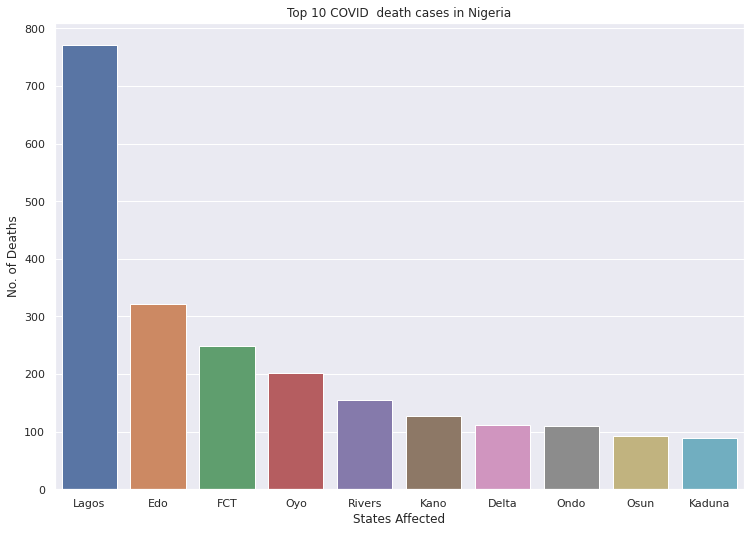 Top 10 COVID  death cases in Nigeria
800
700
600
500
400
300
200
100
0
No. of Deaths
Lagos Edo FCT Oyo Rivers Kano Delta Ondo Osun Kaduna
States Affected